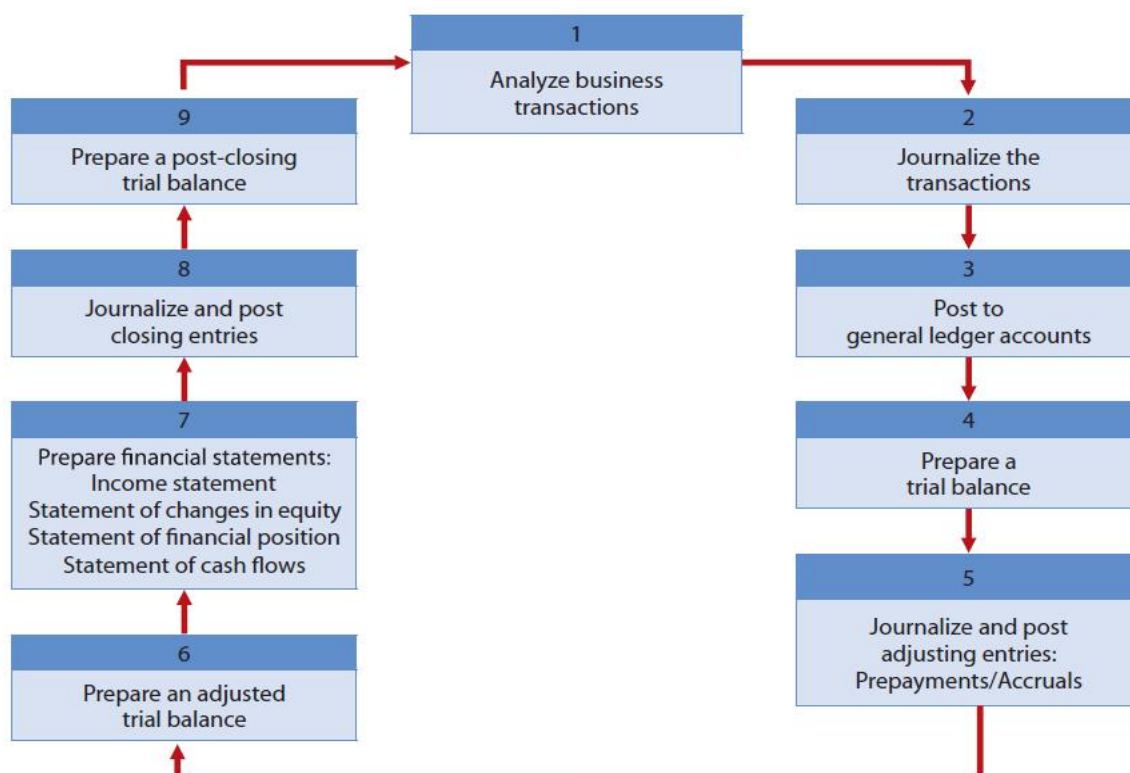 1
Analyze business
transactions
2
Journalize the
transactions
3
Post to
general ledger accounts
4
Prepare a
trial balance
5
Journalize and post
adjusting entries:
Prepayments/Accruals
6
Prepare an adjusted
trial balance
7
Prepare financial statements:
Income statement
Statement of changes in equity
Statement of financial position
Statement of cash flows
8
Journalize and post
closing entries
9
Prepare a post-closing
trial balance